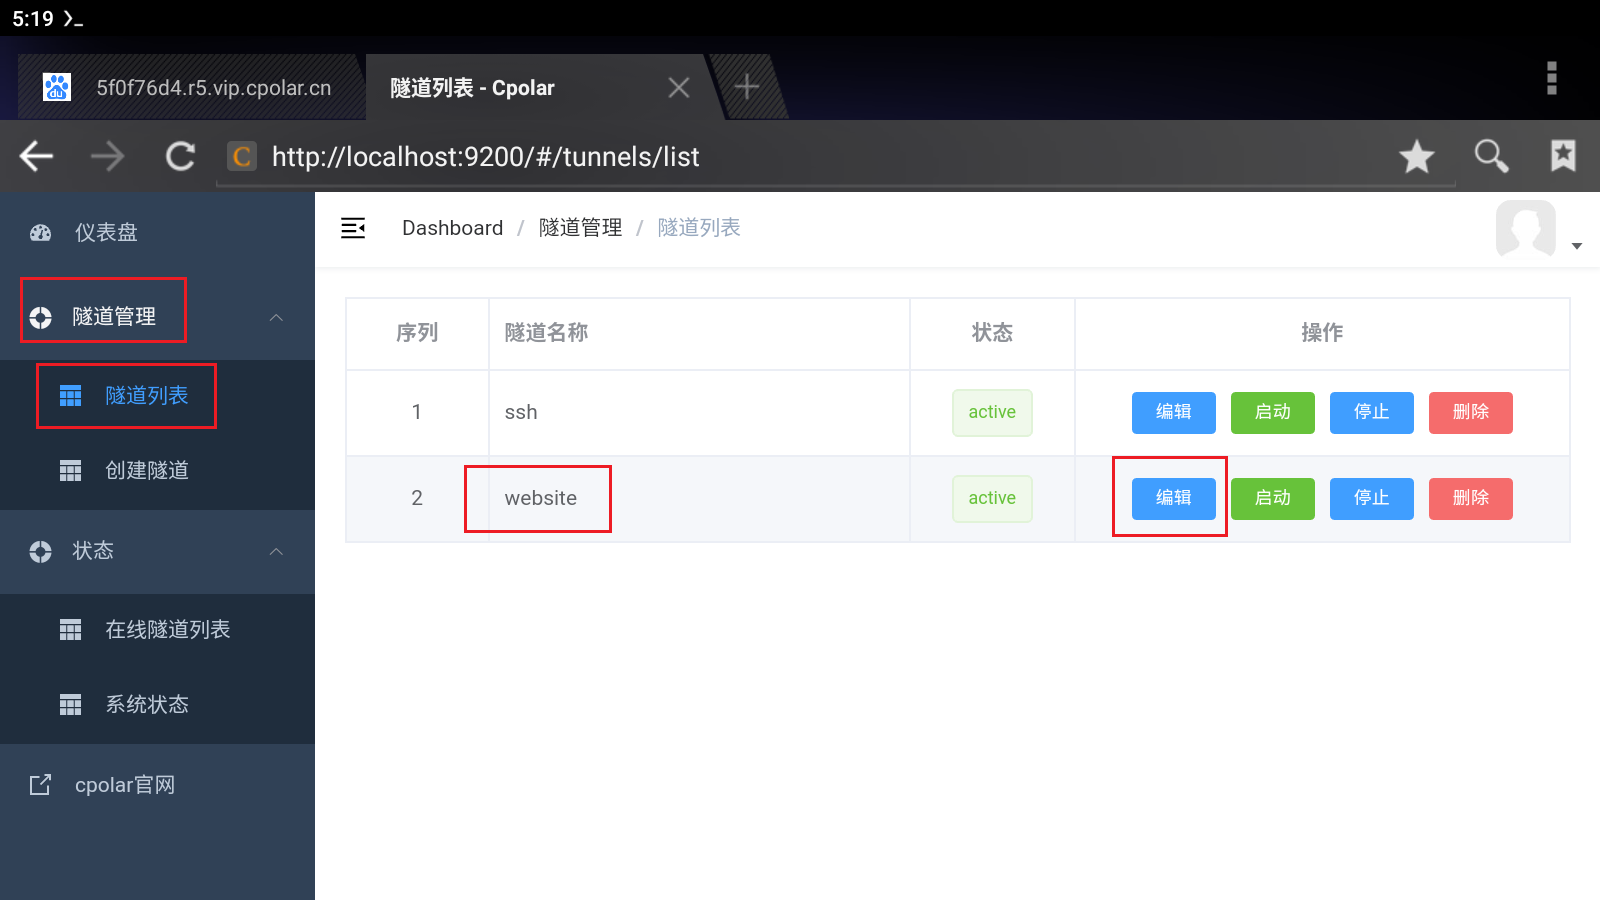 5:19
5f0f76d4.r5.vip.cpolar.cn
隧道列表 - Cpolar
C http://localhost:9200/#/tunnels/list
仪表盘
隧道管理
隧道列表
创建隧道
状态
在线隧道列表
系统状态
cpolar官网
Dashboard / 隧道管理 / 隧道列表
序列 隧道名称 状态 操作
1 ssh active 编辑 启动 停止 删除
2 website active 编辑 启动 停止 删除